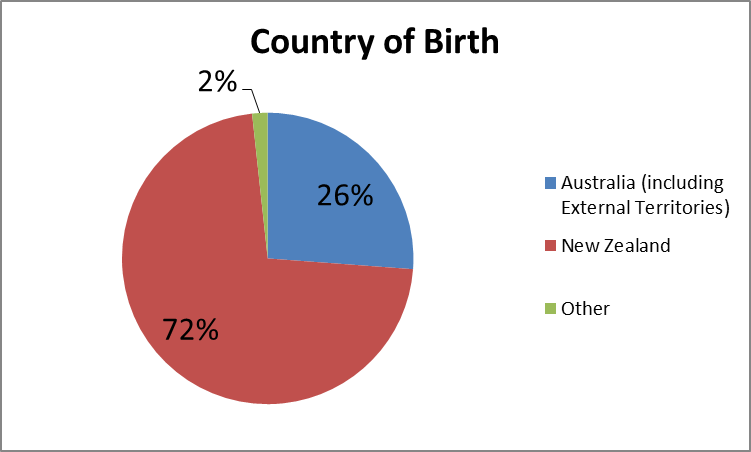 Country of Birth
2%
26%
72%
Australia (including
External Territories)
New Zealand
Other